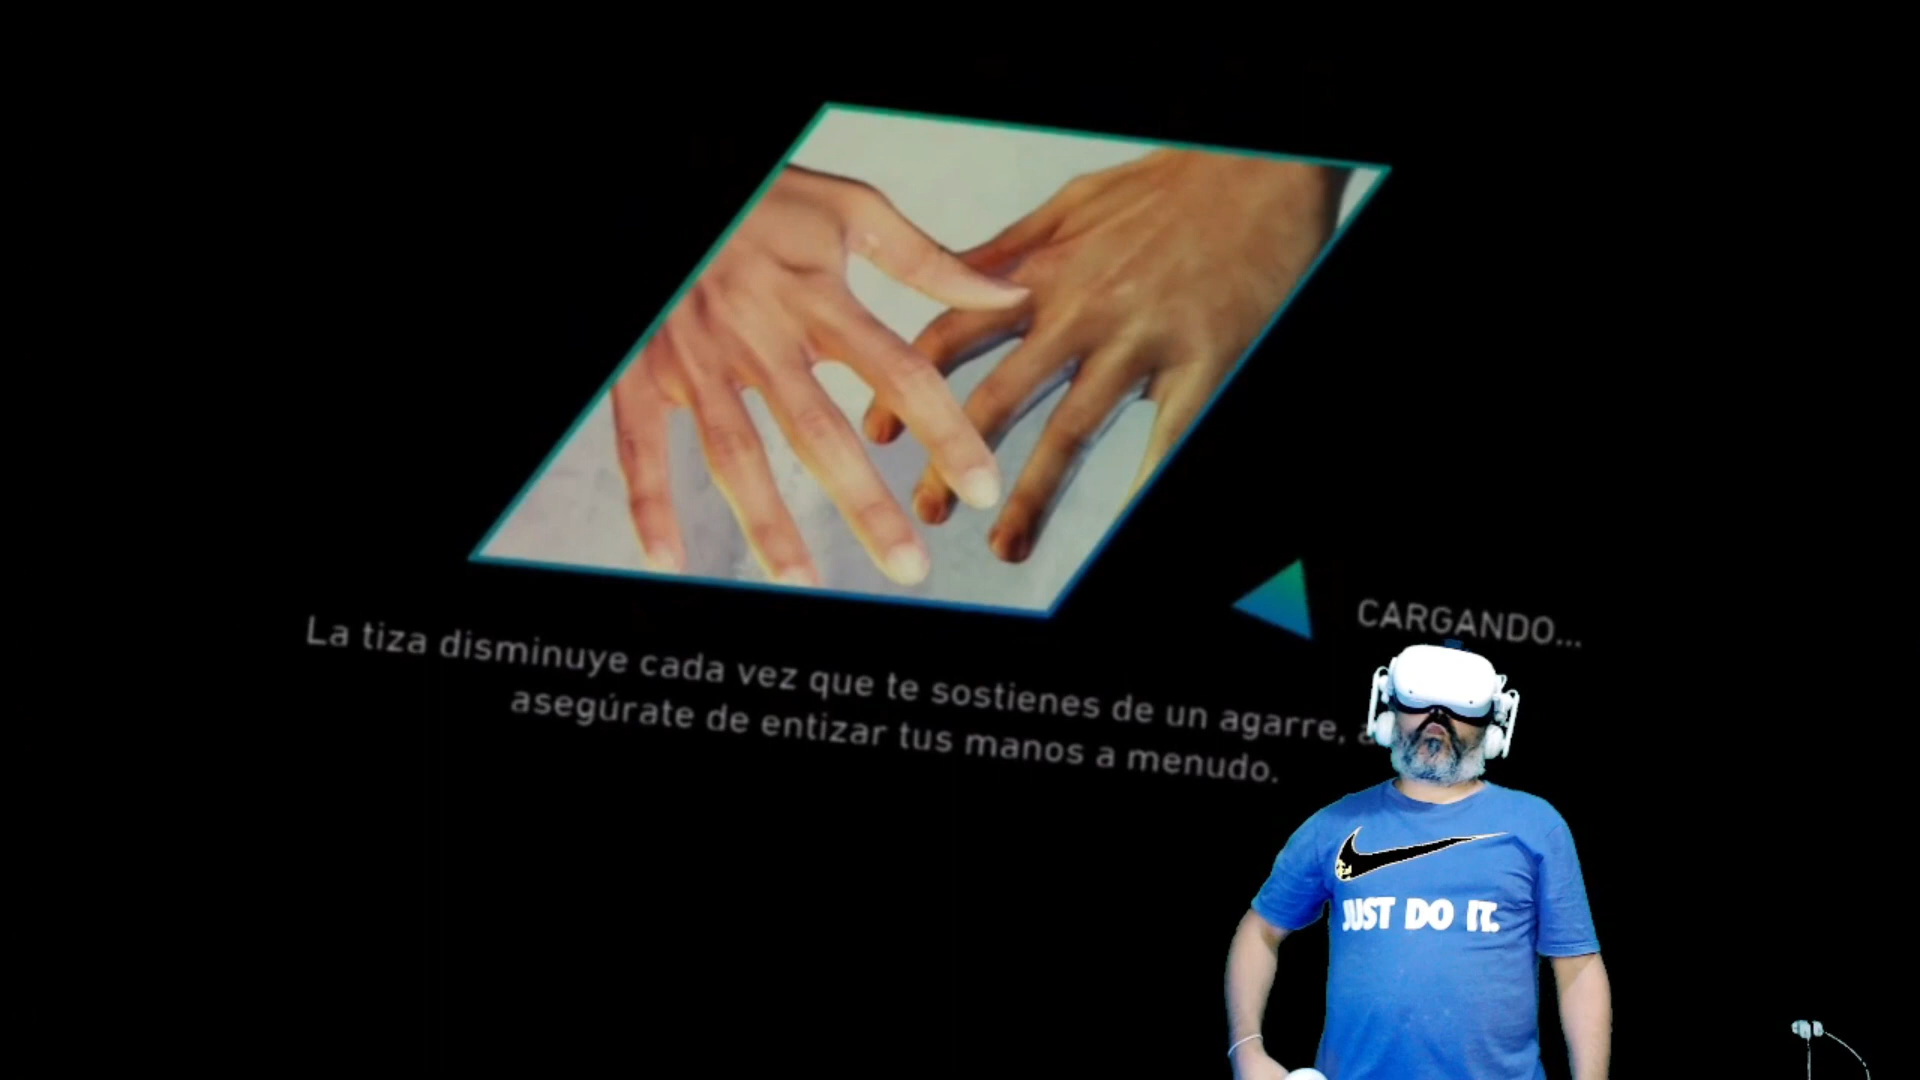 CARGANDO...
La tiza disminuye cada vez que te sostienes de un agarre,
asegúrate de entizar tus manos a menudo.
JUST DO IT.